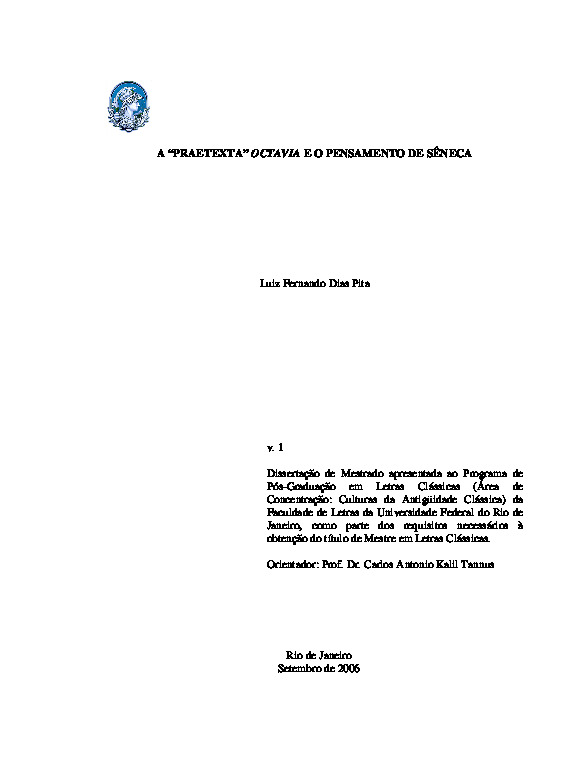 A “PRAETEXTA” OCTAVIA E O PENSAMENTO DE SÊNECA
Luiz Fernando Dias Pita
v. 1
Dissertação de Mestrado apresentada ao Programa de
Pós-Graduação em Letras Clássicas (Área de
Concentração: Culturas da Antigüidade Clássica) da
Faculdade de Letras da Universidade Federal do Rio de
Janeiro, como parte dos requisitos necessários à
obtenção do título de Mestre em Letras Clássicas.
Orientador: Prof. Dr. Carlos Antonio Kalil Tannus
Rio de Janeiro
Setembro de 2006